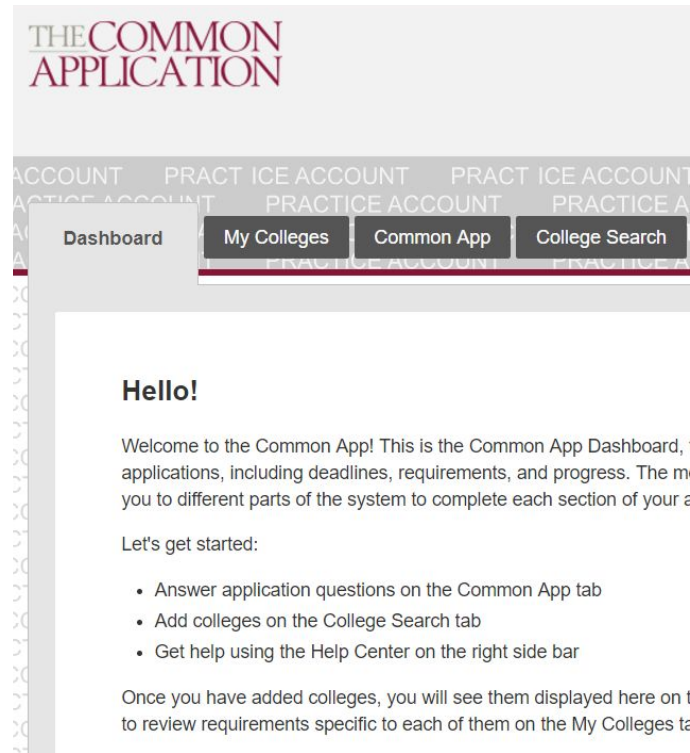 THE COMMON
APPLICATION
ACCOUNT PRACT ICE ACCOUNT PRACT ICE ACCOUNT
PRACTICE ACCOUNT PRACTICE
Dashboard My Colleges Common App College Search
PRACTICE ACCOUNT PRACTICE
Hello!
Welcome to the Common App! This is the Common App Dashboard,
applications, including deadlines, requirements, and progress. The
you to different parts of the system to complete each section of your
Let's get started:
• Answer application questions on the Common App tab
• Add colleges on the College Search tab
• Get help using the Help Center on the right side bar
Once you have added colleges, you will see them displayed here on
to review requirements specific to each of them on the My Colleges